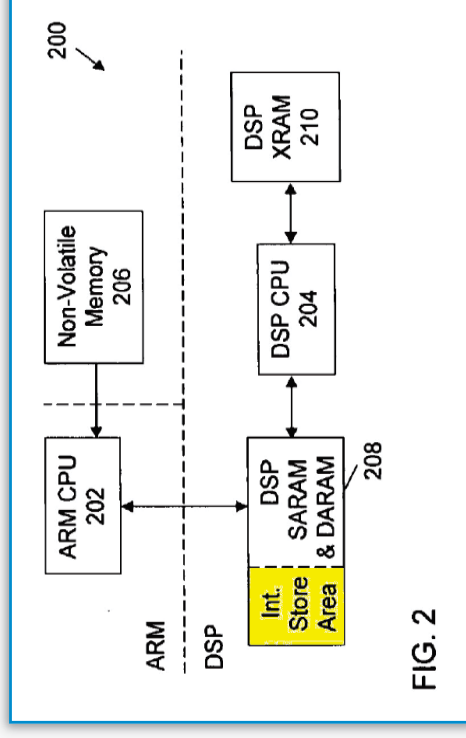 200
Non-Volatile
Memory
206
ARM CPU
202
ARM
DSP
DSP
XRAM
210
DSP CPU
204
DSP
SARAM
& DARAM
208
Int.
Store
Area
FIG. 2